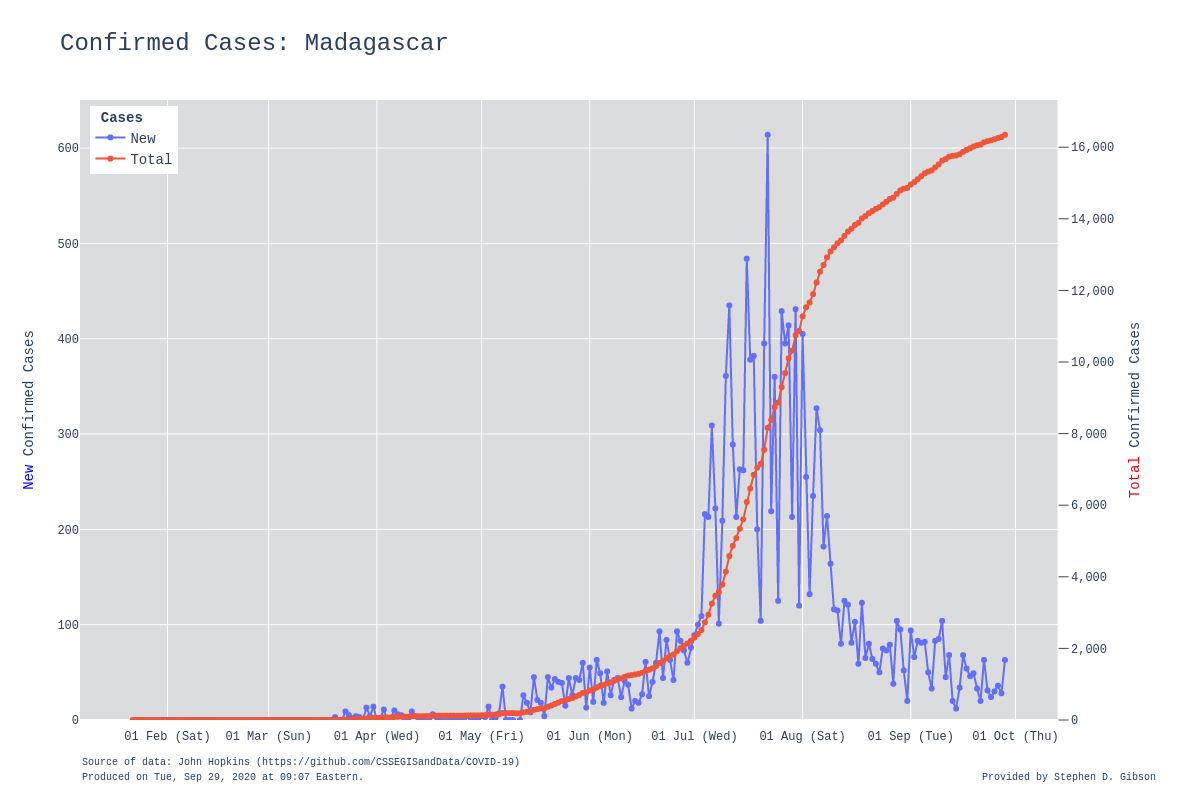 Confirmed Cases: Madagascar
Cases
New
Total
600
500
400
300
200
100
0
16,000
14,000
12,000
10,000
8,000
6,000
4,000
2,000
0
New Confirmed Cases
Total Confirmed Cases
01 Feb (Sat) 01 Mar (Sun) 01 Apr (Wed) 01 May (Fri) 01 Jun (Mon) 01 Jul (Wed) 01 Aug (Sat) 01 Sep (Tue) 01 Oct (Thu)
Source of data: John Hopkins (https://github.com/CSSEGISandData/COVID-19)
Produced on Tue, Sep 29, 2020 at 09:07 Eastern.
Provided by Stephen D. Gibson